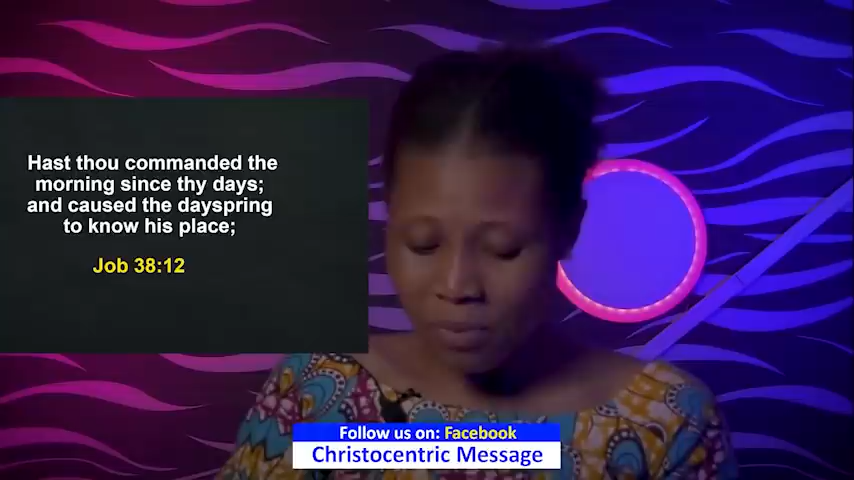 Hast thou commanded the
morning since thy days;
and caused the dayspring
to know his place;
Job 38:12
Follow us on: Facebook
Christocentric Message